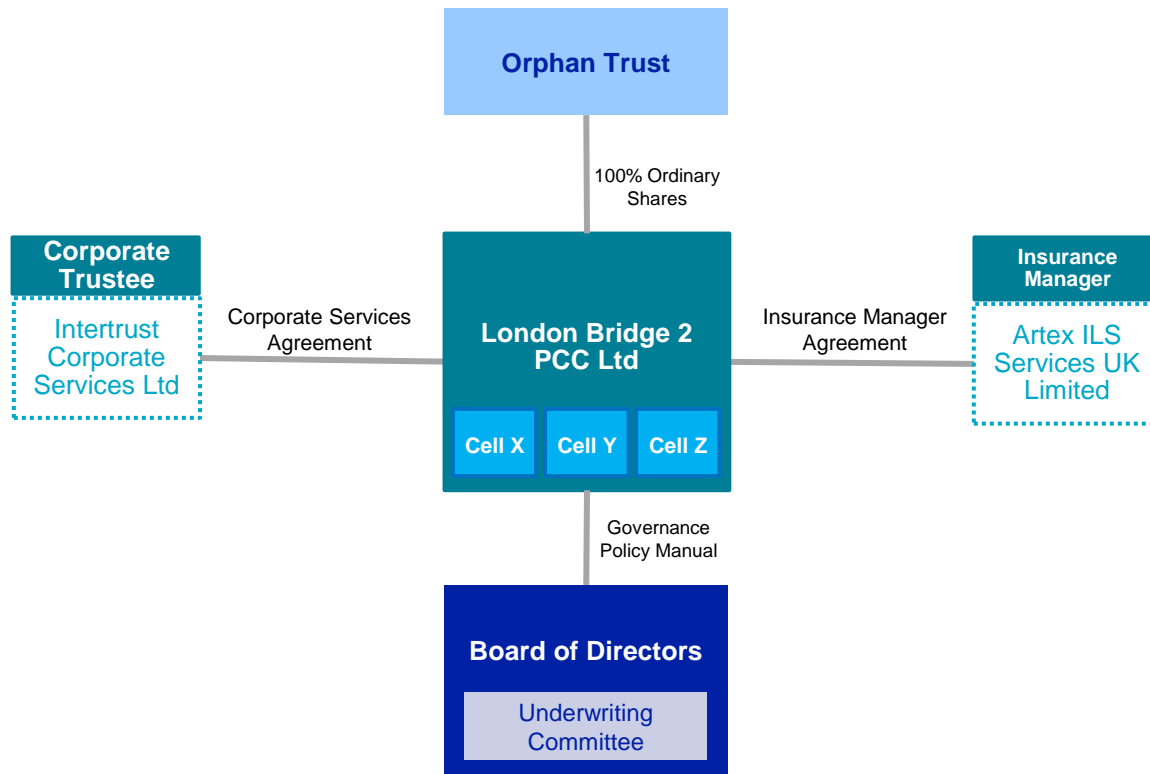 Orphan Trust
100% Ordinary
Shares
Corporate
Trustee
Intertrust
Corporate
Services Ltd
Corporate Services
Agreement
London Bridge 2
PCC Ltd
Cell X
Cell Y
Cell Z
Insurance Manager
Agreement
Insurance
Manager
Artex ILS
Services UK
Limited
Governance
Policy Manual
Board of Directors
Underwriting
Committee